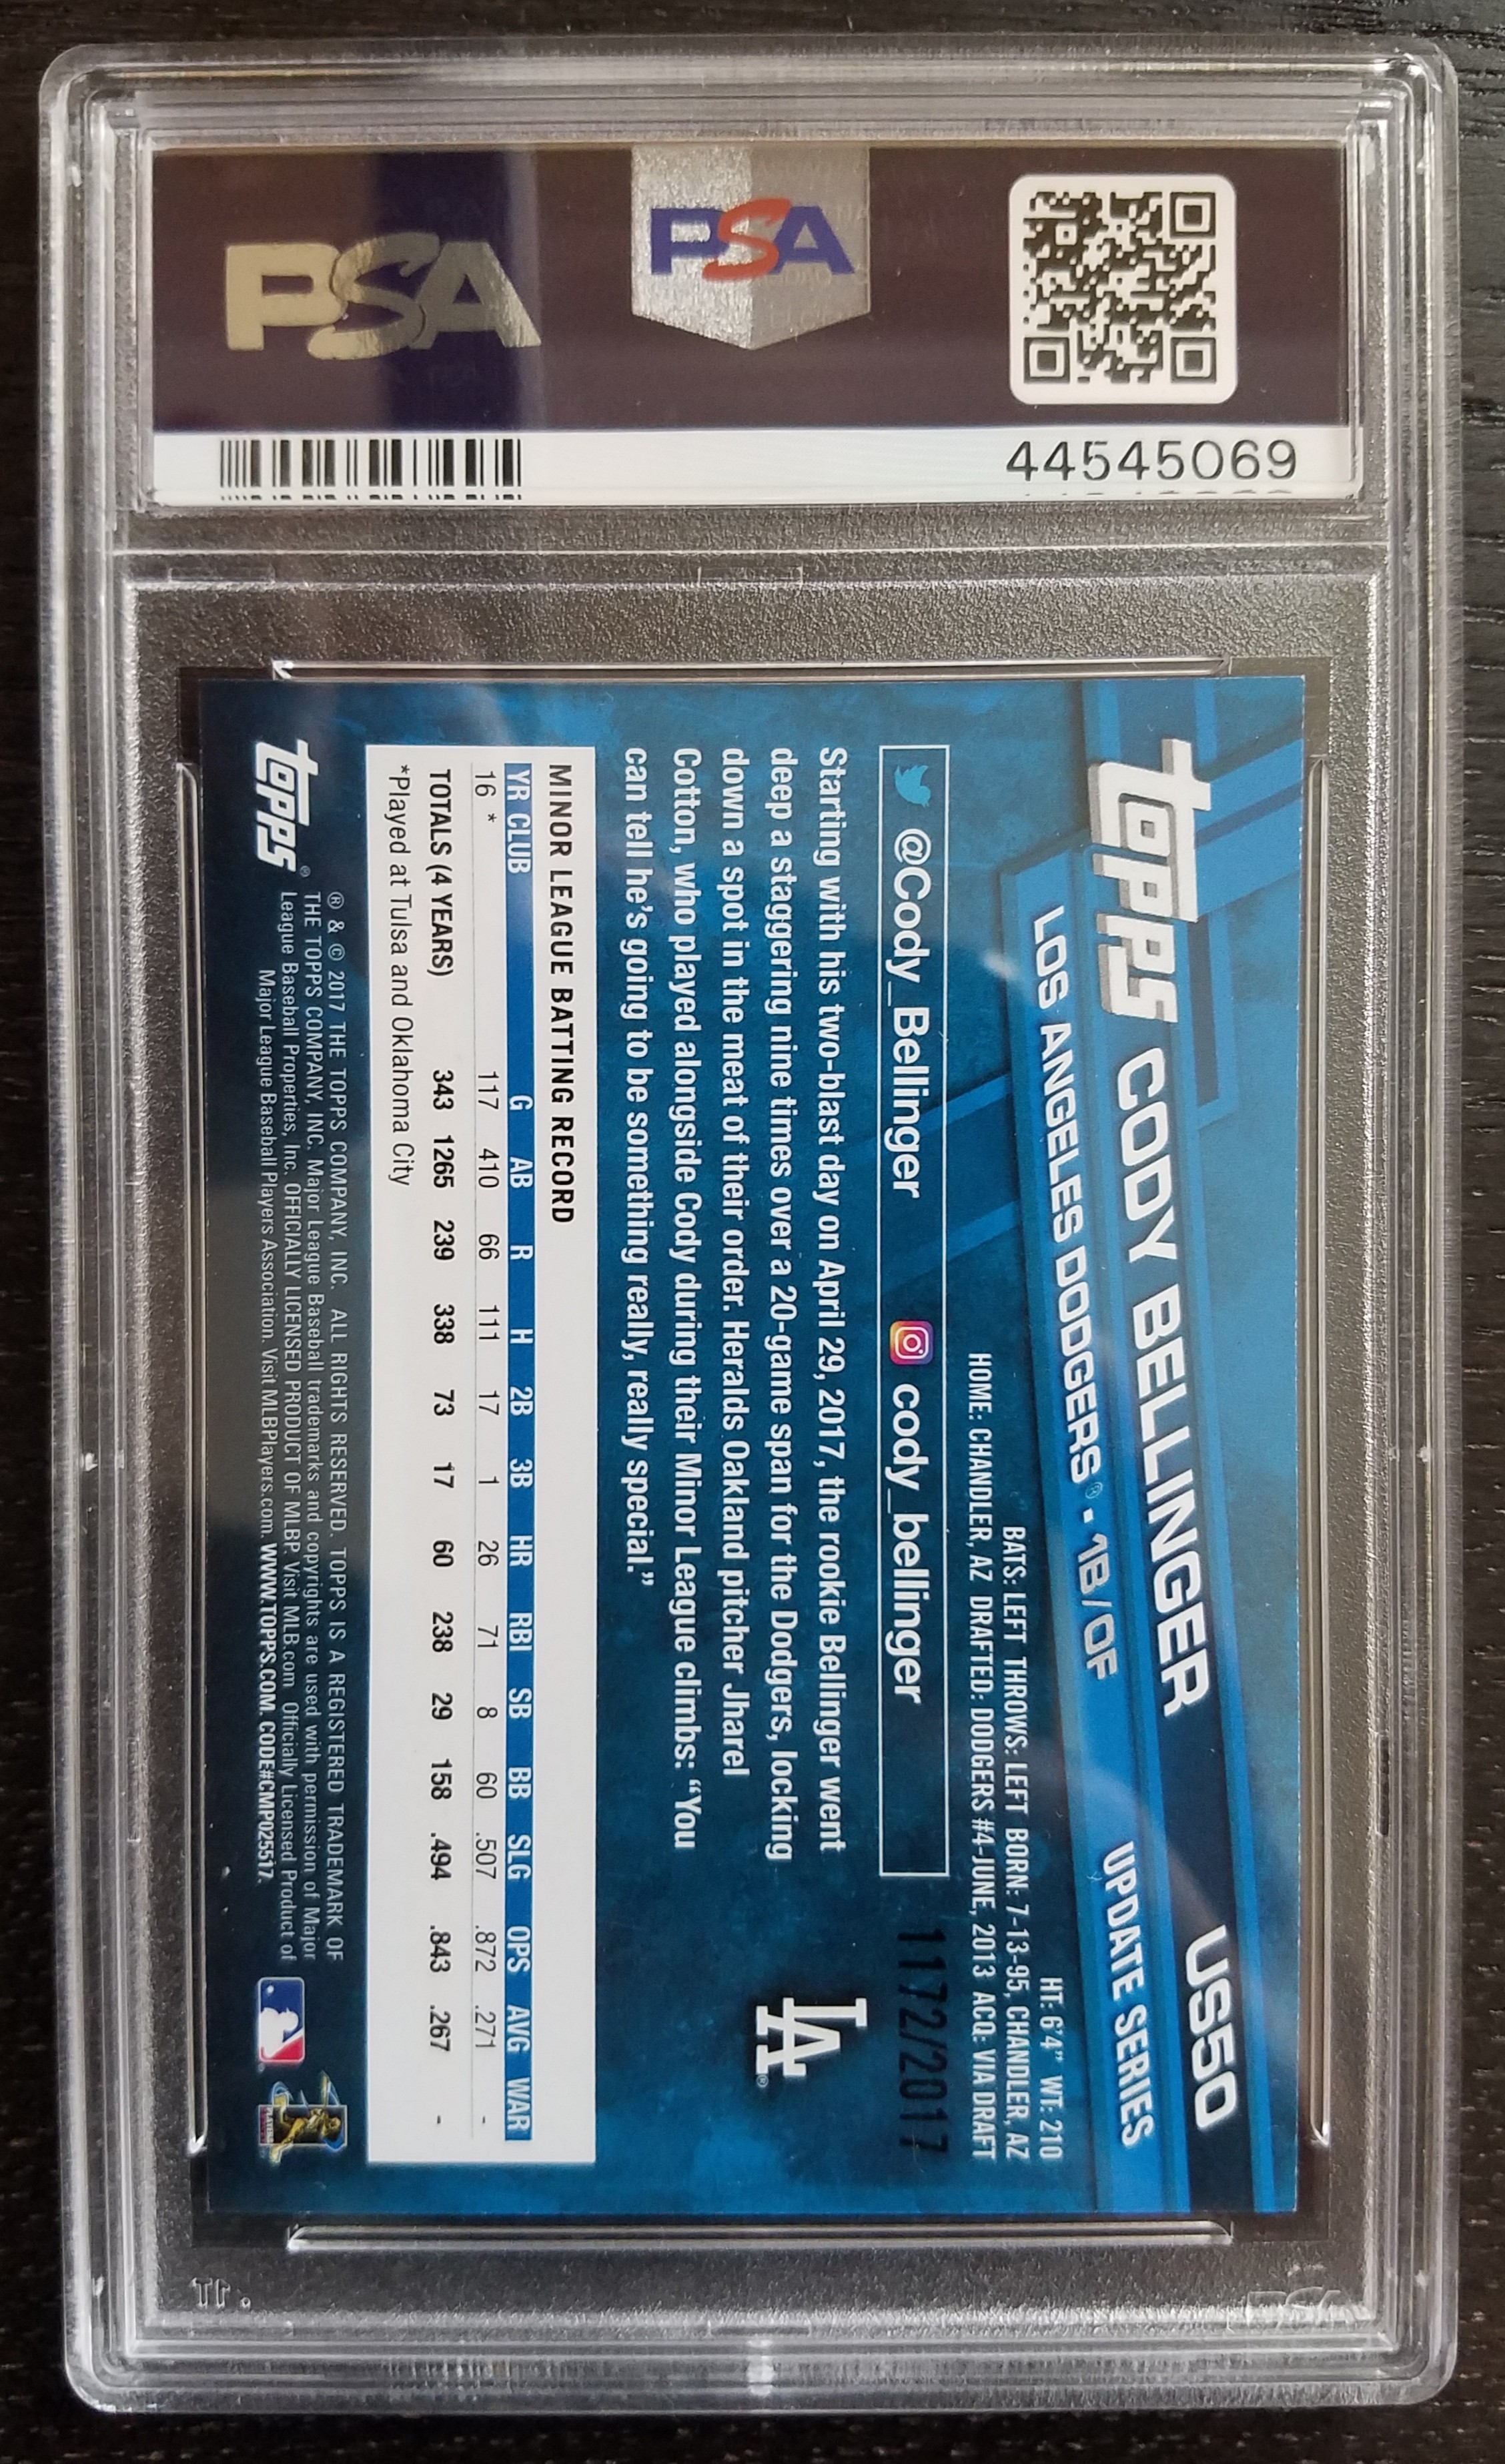 PSA
PSA
44545069
topps CODY BELLINGER US50
LOS ANGELES DODGERS® • 1B/OF UPDATE SERIES
HT: 6'4" WT: 210
BATS: LEFT THROWS: LEFT BORN: 7-13-95, CHANDLER, AZ
HOME: CHANDLER, AZ DRAFTED: DODGERS #4-JUNE, 2013 ACQ: VIA DRAFT
@Cody_Bellinger cody_bellinger
1172/2017
Starting with his two-blast day on April 29, 2017, the rookie Bellinger went
deep a staggering nine times over a 20-game span for the Dodgers, locking
down a spot in the meat of their order. Heralds Oakland pitcher Jharel
Cotton, who played alongside Cody during their Minor League climbs: “You
can tell he's going to be something really, really special.”
LA®
MINOR LEAGUE BATTING RECORD
YR CLUB G AB R H 2B 3B HR RBI SB BB SLG OPS AVG WAR
16 * 117 410 66 111 17 1 26 71 8 60 .507 .872 .271 -
TOTALS (4 YEARS) 343 1265 239 338 73 17 60 238 29 158 .494 .843 .267 -
*Played at Tulsa and Oklahoma City
topps®
® & © 2017 THE TOPPS COMPANY, INC. ALL RIGHTS RESERVED. TOPPS IS A REGISTERED TRADEMARK OF
THE TOPPS COMPANY, INC. Major League Baseball trademarks and copyrights are used with permission of Major
League Baseball Properties, Inc. OFFICIALLY LICENSED PRODUCT OF MLBP. Visit MLB.com Officially Licensed Product of
Major League Baseball Players Association. Visit MLBPlayers.com. WWW.TOPPS.COM. CODE#CMP025517.
PSA